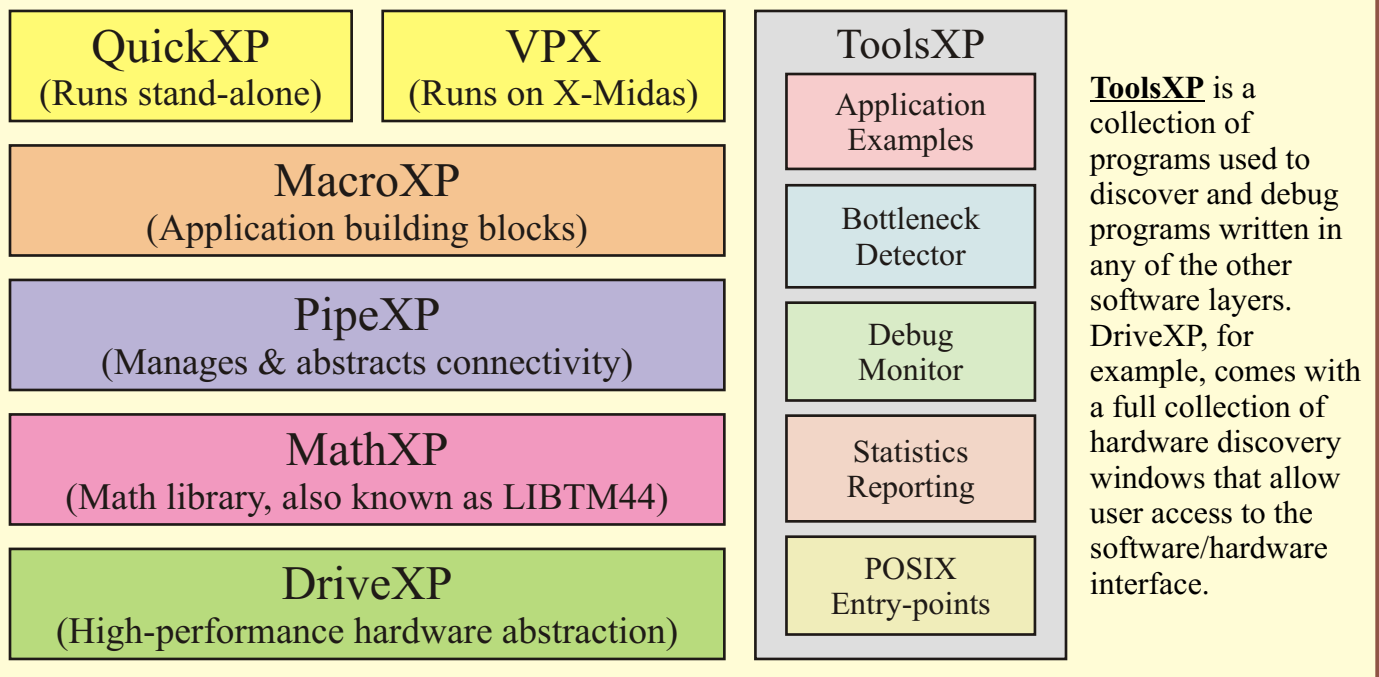 QuickXP
(Runs stand-alone)
VPX
(Runs on X-Midas)
MacroXP
(Application building blocks)
PipeXP
(Manages & abstracts connectivity)
MathXP
(Math library, also known as LIBTM44)
DriveXP
(High-performance hardware abstraction)
ToolsXP
Application
Examples
Bottleneck
Detector
Debug
Monitor
Statistics
Reporting
POSIX
Entry-points
ToolsXP is a
collection of
programs used to
discover and debug
programs written in
any of the other
software layers.
DriveXP, for
example, comes with
a full collection of
hardware discovery
windows that allow
user access to the
software/hardware
interface.